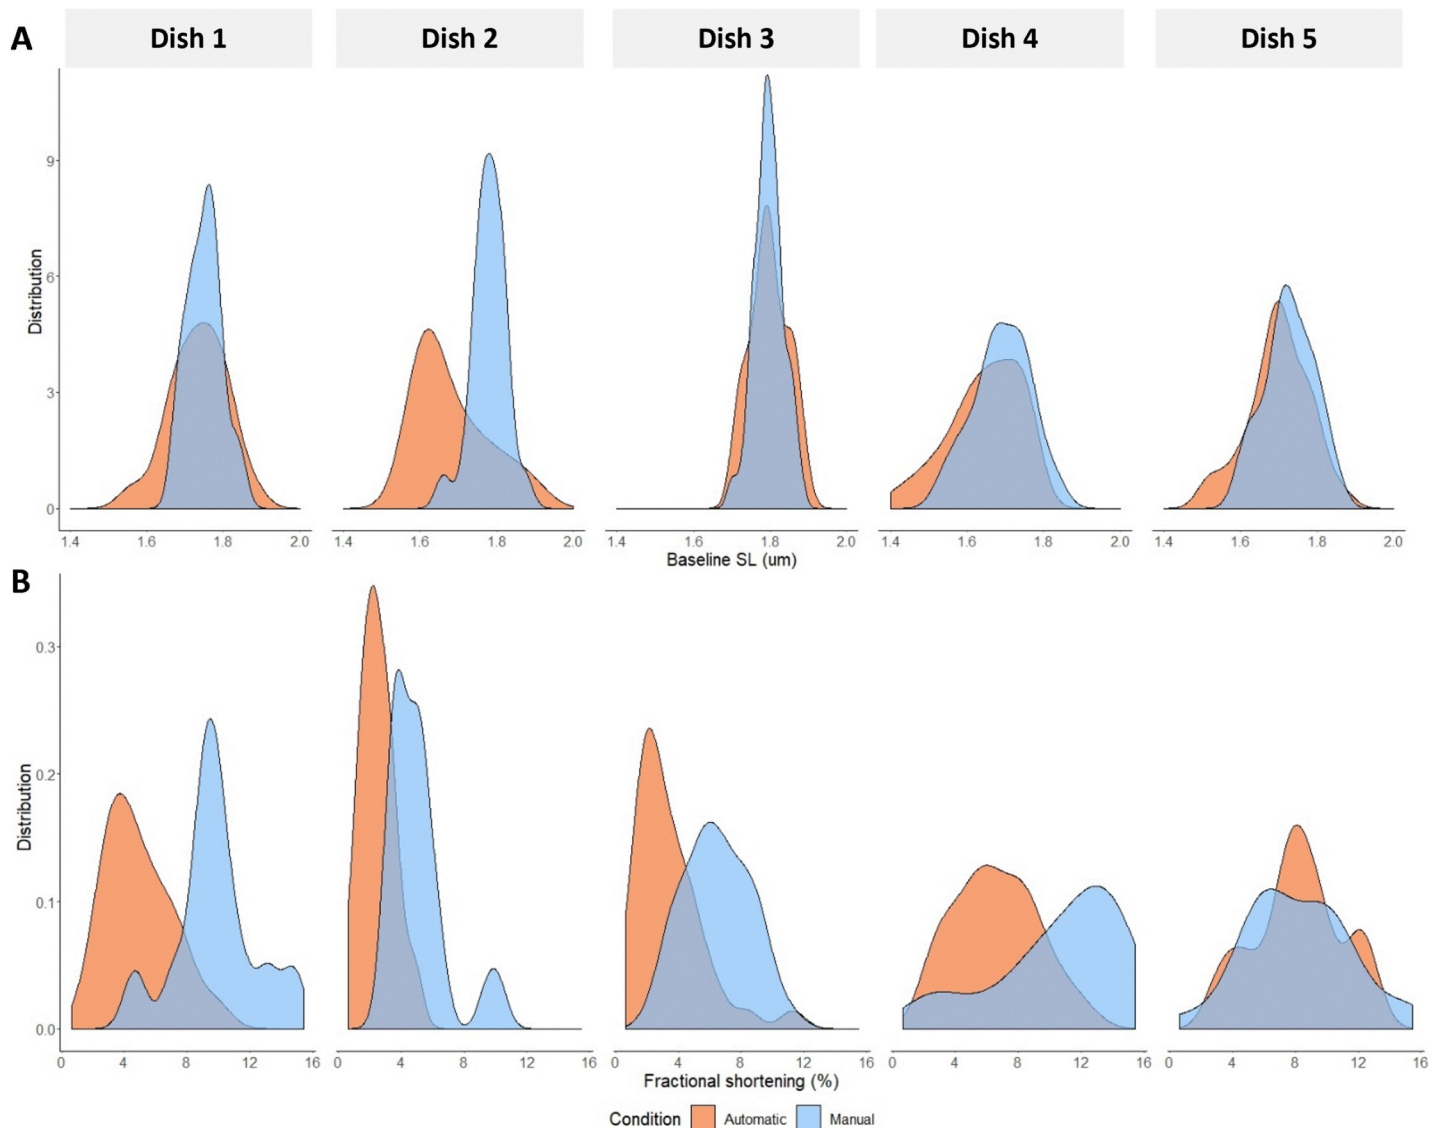 A
Dish 1 Dish 2 Dish 3 Dish 4 Dish 5
Distribution
9
6
3
0
1.4 1.6 1.8 2.0 1.4 1.6 1.8 2.0 1.4 1.6 1.8 2.0 1.4 1.6 1.8 2.0 1.4 1.6 1.8 2.0
Baseline SL (um)
B
Distribution
0.3
0.2
0.1
0.0
0 4 8 12 16 0 4 8 12 16 0 4 8 12 16 0 4 8 12 16 0 4 8 12 16
Fractional shortening (%)
Condition Automatic Manual